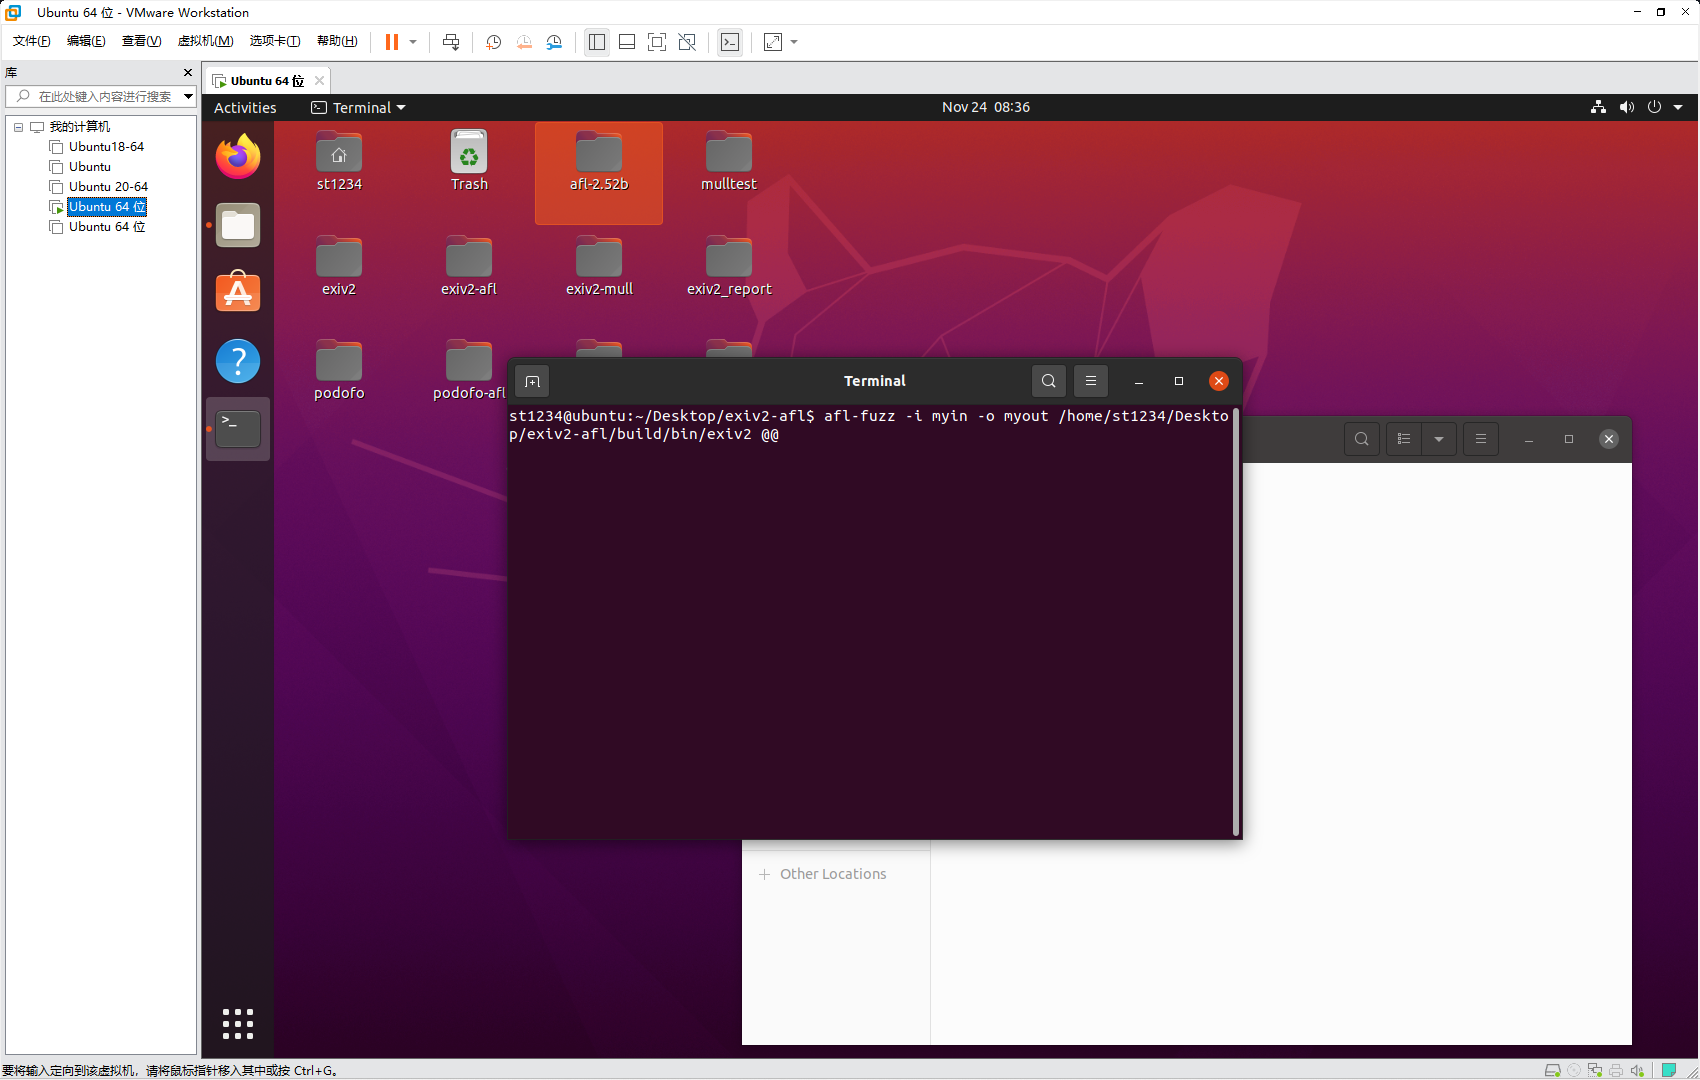 Ubuntu 64 位 - VMware Workstation
文件(F) 编辑(E) 查看(V) 虚拟机(M) 选项卡(T) 帮助(H)
库
在此处键入内容进行搜索
我的计算机
Ubuntu18-64
Ubuntu
Ubuntu 20-64
Ubuntu 64 位
Ubuntu 64 位
Ubuntu 64 位
Activities
Terminal
Nov 24 08:36
st1234
Trash
afl-2.52b
mulltest
exiv2
exiv2-afl
exiv2-mull
exiv2_report
podofo
podofo-afl
Terminal
st1234@ubuntu:~/Desktop/exiv2-afl$ afl-fuzz -i myin -o myout /home/st1234/Deskto
p/exiv2-afl/build/bin/exiv2 @@
Other Locations
要将输入定向到该虚拟机，请将鼠标指针移入其中或按 Ctrl+G。